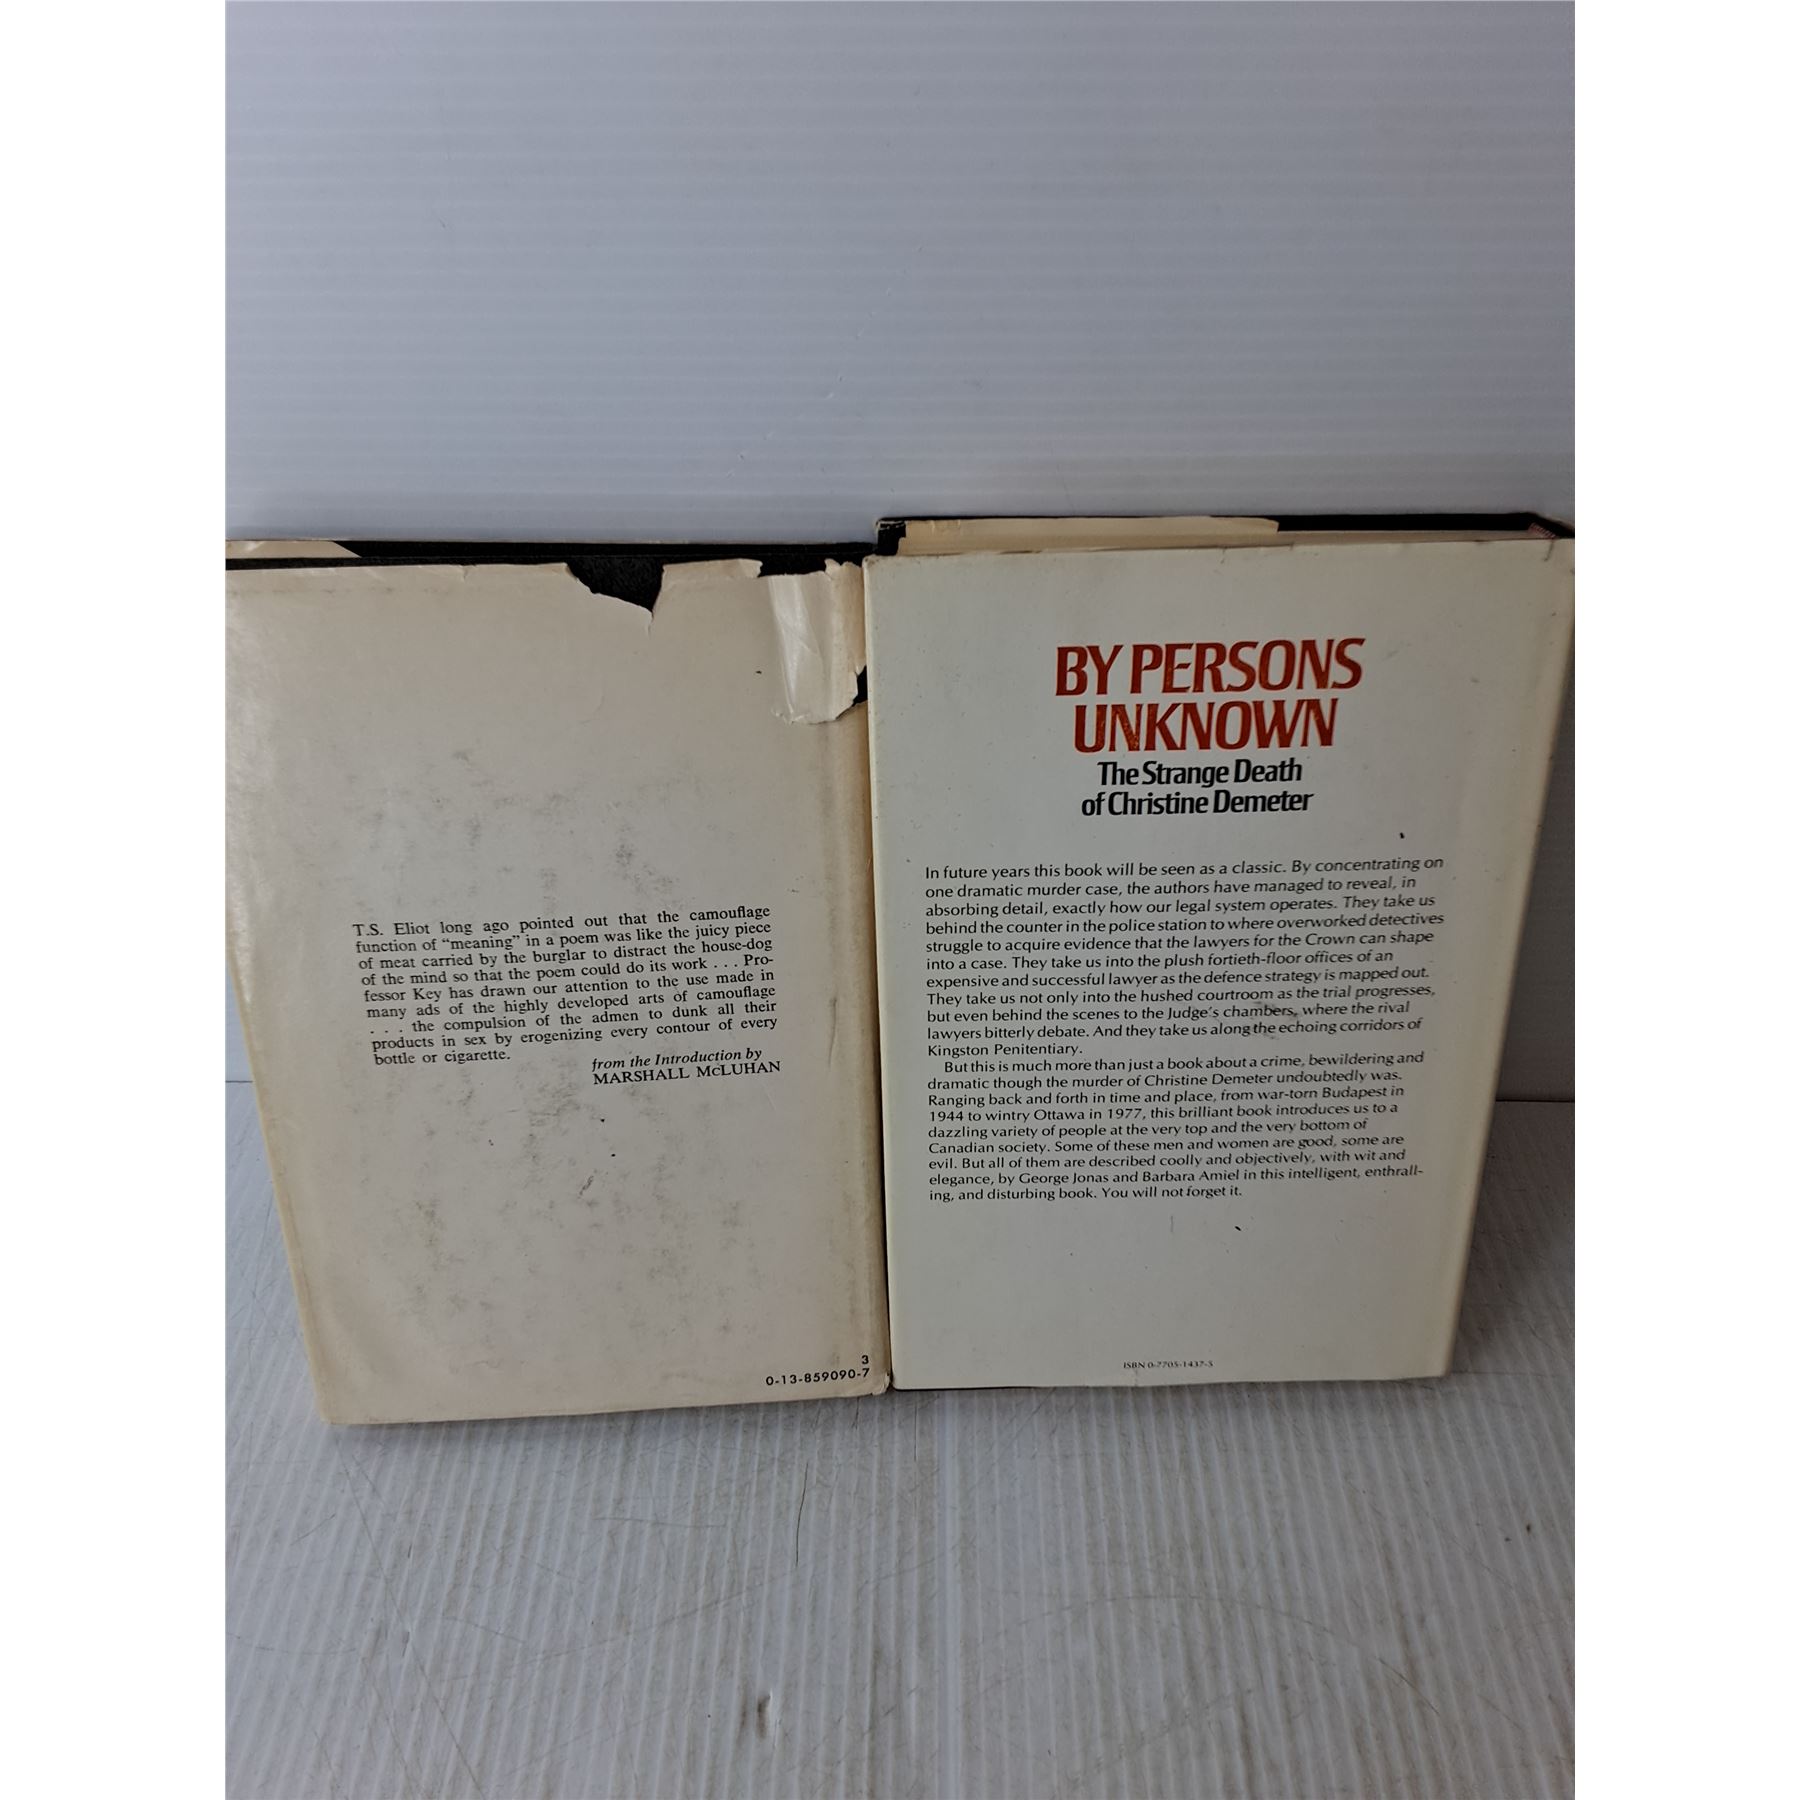 T.S. Eliot long ago pointed out that the camouflage
function of "meaning" in a poem was like the juicy piece
of meat carried by the burglar to distract the house-dog
of the mind so that the poem could do its work . . . Pro-
fessor Key has drawn our attention to the use made in
many ads of the highly developed arts of camouflage
. . . the compulsion of the admen to dunk all their
products in sex by erogenizing every contour of every
bottle or cigarette.
from the Introduction by
MARSHALL McLUHAN
3
0-13-859090-7
BY PERSONS
UNKNOWN
The Strange Death
of Christine Demeter
In future years this book will be seen as a classic. By concentrating on
one dramatic murder case, the authors have managed to reveal, in
absorbing detail, exactly how our legal system operates. They take us
behind the counter in the police station to where overworked detectives
struggle to acquire evidence that the lawyers for the Crown can shape
into a case. They take us into the plush fortieth-floor offices of an
expensive and successful lawyer as the defence strategy is mapped out.
They take us not only into the hushed courtroom as the trial progresses,
but even behind the scenes to the Judge's chambers, where the rival
lawyers bitterly debate. And they take us along the echoing corridors of
Kingston Penitentiary.
But this is much more than just a book about a crime, bewildering and
dramatic though the murder of Christine Demeter undoubtedly was.
Ranging back and forth in time and place, from war-torn Budapest in
1944 to wintry Ottawa in 1977, this brilliant book introduces us to a
dazzling variety of people at the very top and the very bottom of
Canadian society. Some of these men and women are good, some are
evil. But all of them are described coolly and objectively, with wit and
elegance, by George Jonas and Barbara Amiel in this intelligent, enthrall-
ing, and disturbing book. You will not forget it.
ISBN 0-7705-1437-5